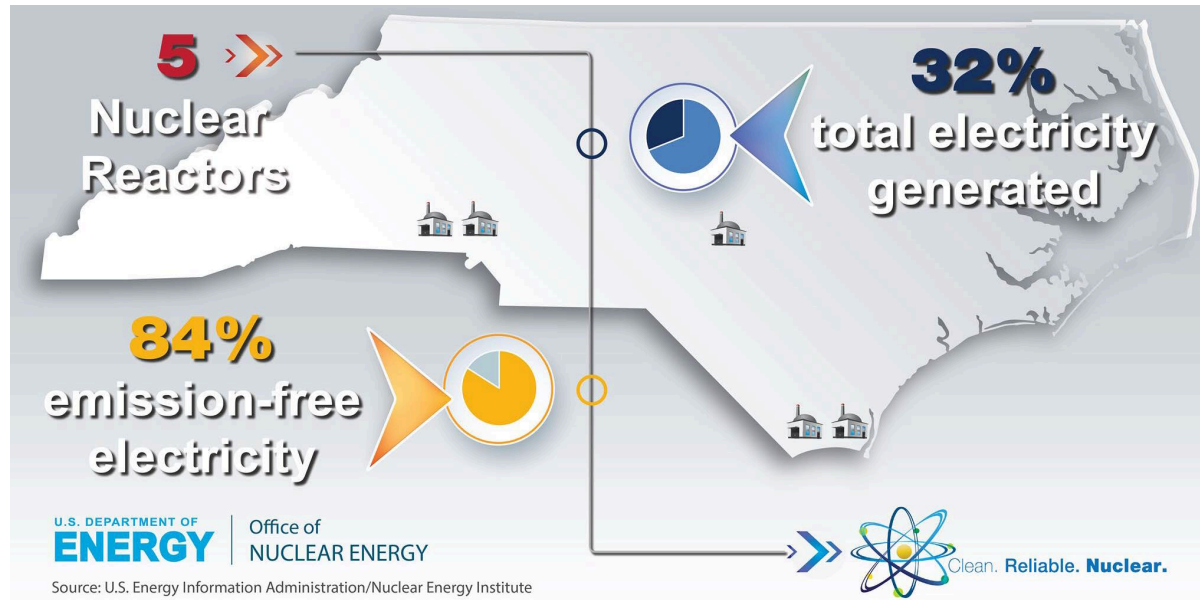 5
Nuclear
Reactors
32%
total electricity
generated
84%
emission-free
electricity
U.S. DEPARTMENT OF
ENERGY
Office of
NUCLEAR ENERGY
Source: U.S. Energy Information Administration/Nuclear Energy Institute
Clean. Reliable. Nuclear.